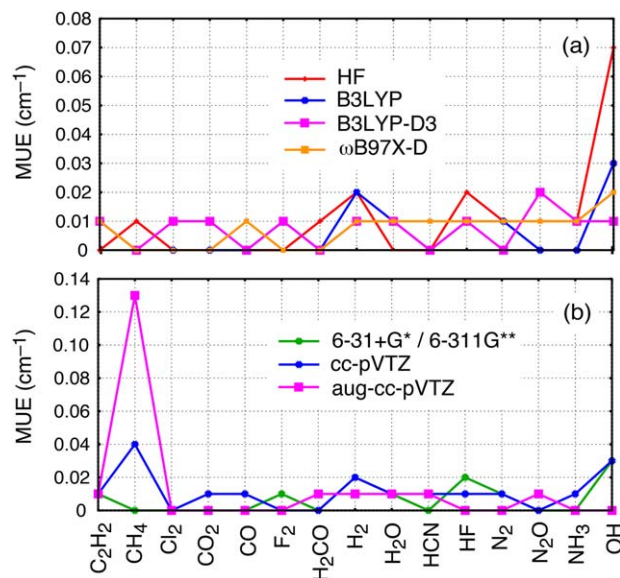 0.08
0.07
0.06
0.05
0.04
0.03
0.02
0.01
0
MUE (cm⁻¹)
(a)
HF
B3LYP
B3LYP-D3
ωB97X-D
0.14
0.12
0.10
0.08
0.06
0.04
0.02
0
MUE (cm⁻¹)
(b)
6-31+G* / 6-311G**
cc-pVTZ
aug-cc-pVTZ
C₂H₂
CH₄
Cl₂
CO₂
CO
F₂
H₂CO
H₂
H₂O
HCN
HF
N₂
N₂O
NH₃
OH